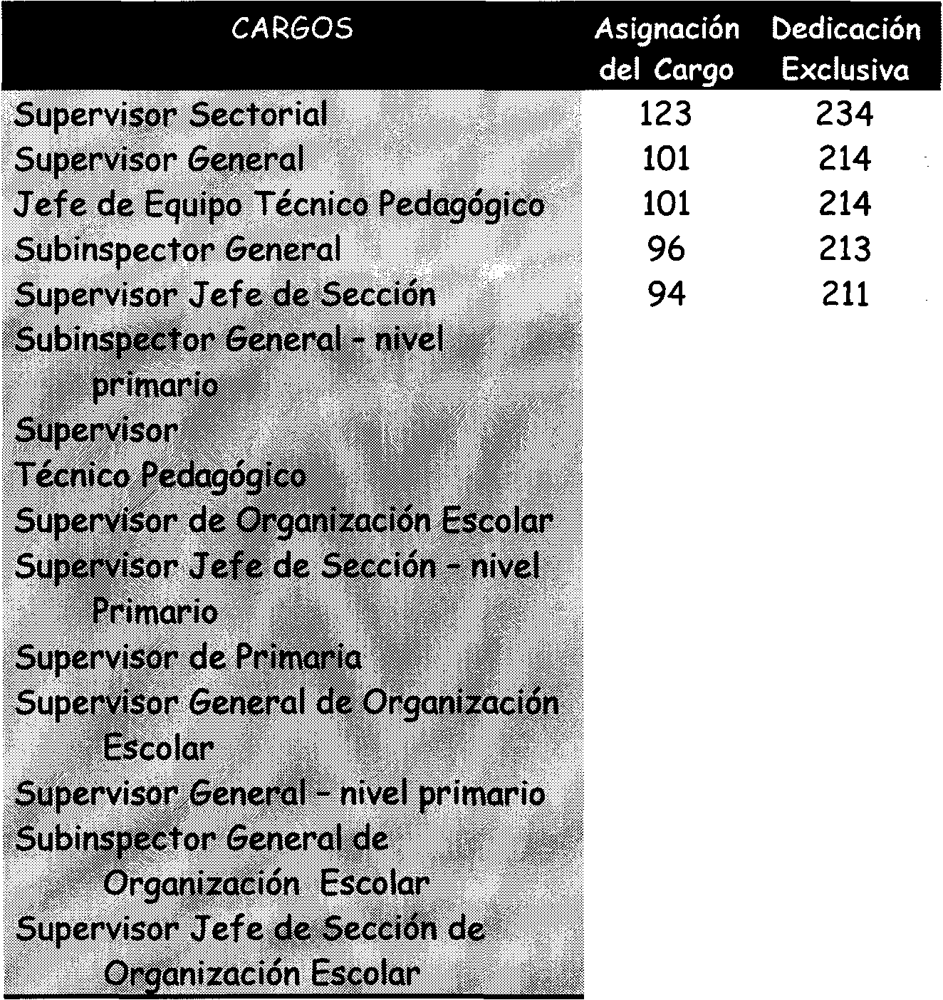 CARGOS Asignación Dedicación
del Cargo Exclusiva
Supervisor Sectorial 123 234
Supervisor General 101 214
Jefe de Equipo Técnico Pedagógico 101 214
Subinspector General 96 213
Supervisor Jefe de Sección 94 211
Subinspector General - nivel
primario
Supervisor
Técnico Pedagógico
Supervisor de Organización Escolar
Supervisor Jefe de Sección - nivel
Primario
Supervisor de Primaria
Supervisor General de Organización
Escolar
Supervisor General - nivel primario
Subinspector General de
Organización Escolar
Supervisor Jefe de Sección de
Organización Escolar